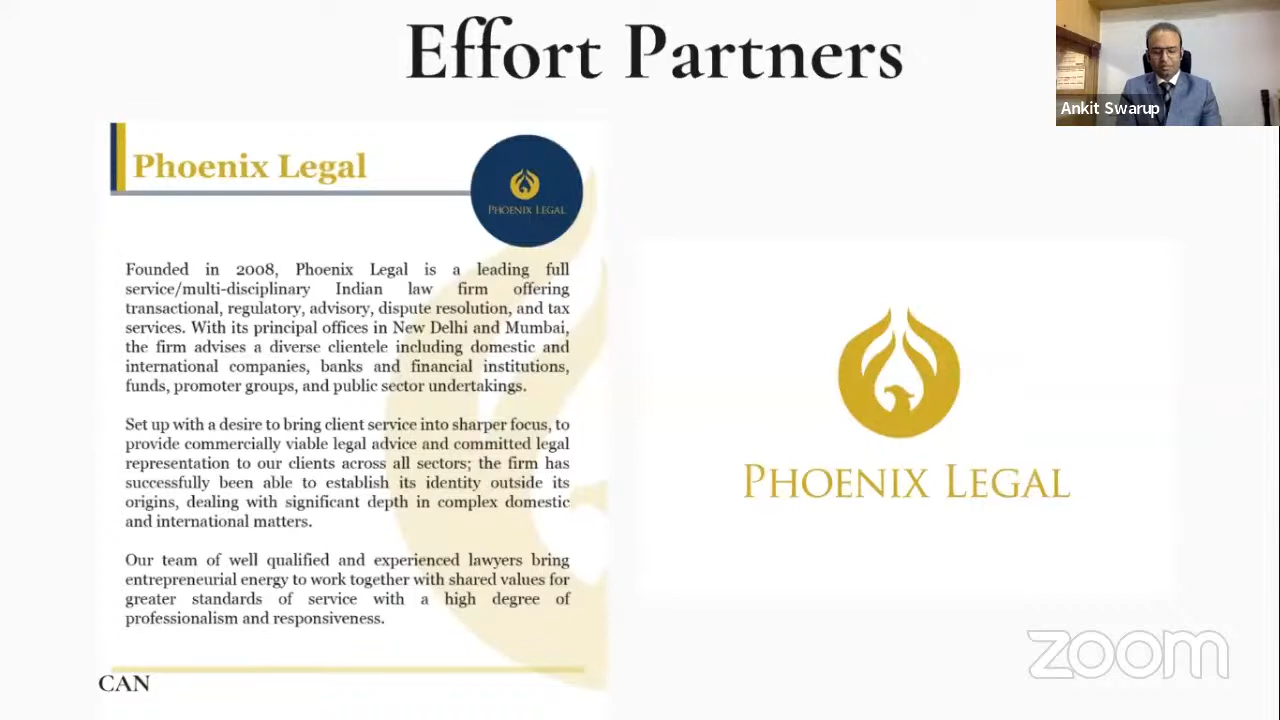 Effort Partners
Ankit Swarup
Phoenix Legal
PHOENIX LEGAL
Founded in 2008, Phoenix Legal is a leading full
service/multi-disciplinary Indian law firm offering
transactional, regulatory, advisory, dispute resolution, and tax
services. With its principal offices in New Delhi and Mumbai,
the firm advises a diverse clientele including domestic and
international companies, banks and financial institutions,
funds, promoter groups, and public sector undertakings.
Set up with a desire to bring client service into sharper focus, to
provide commercially viable legal advice and committed legal
representation to our clients across all sectors; the firm has
successfully been able to establish its identity outside its
origins, dealing with significant depth in complex domestic
and international matters.
Our team of well qualified and experienced lawyers bring
entrepreneurial energy to work together with shared values for
greater standards of service with a high degree of
professionalism and responsiveness.
CAN
PHOENIX LEGAL
zoom